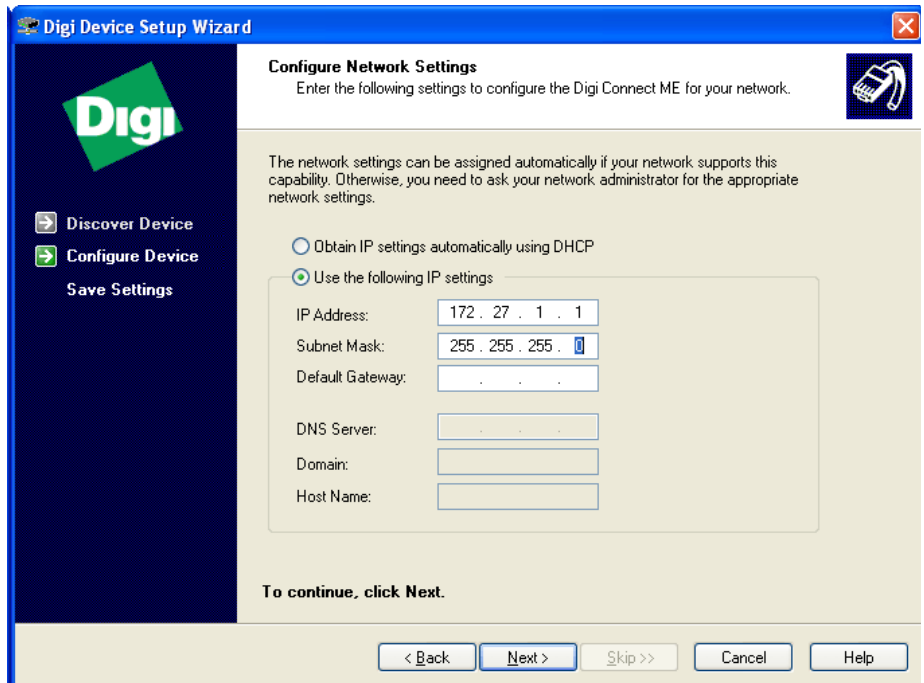 Digi Device Setup Wizard
Digi
Discover Device
Configure Device
Save Settings
Configure Network Settings
Enter the following settings to configure the Digi Connect ME for your network.
The network settings can be assigned automatically if your network supports this
capability. Otherwise, you need to ask your network administrator for the appropriate
network settings.
Obtain IP settings automatically using DHCP
Use the following IP settings
IP Address: 172 . 27 . 1 . 1
Subnet Mask: 255 . 255 . 255 . 0
Default Gateway: . . .
DNS Server: . . .
Domain:
Host Name:
To continue, click Next.
< Back Next > Skip >> Cancel Help